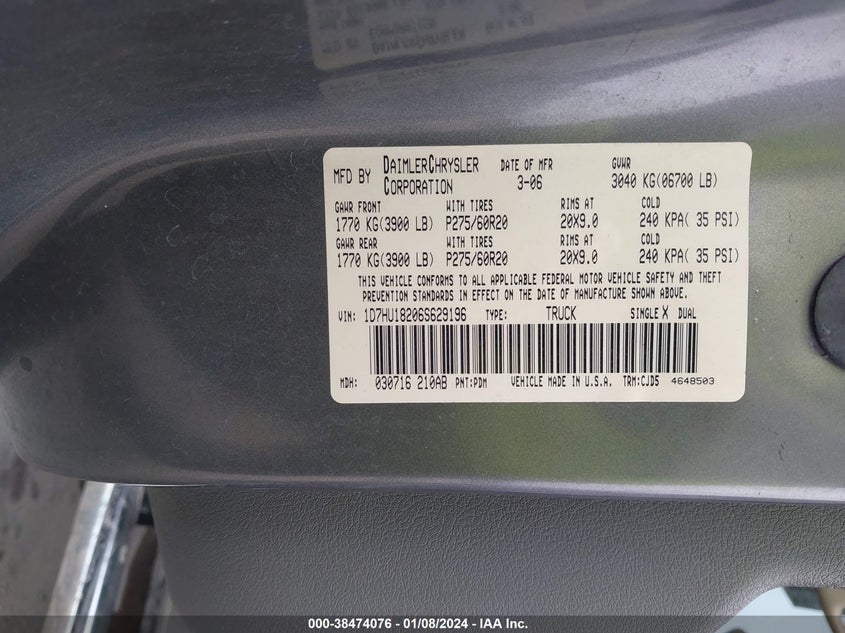 MFD BY DAIMLERCHRYSLER CORPORATION DATE OF MFR 3-06 GVWR 3040 KG(06700 LB)
GAWR FRONT WITH TIRES RIMS AT COLD
1770 KG(3900 LB) P275/60R20 20X9.0 240 KPA( 35 PSI)
GAWR REAR WITH TIRES RIMS AT COLD
1770 KG(3900 LB) P275/60R20 20X9.0 240 KPA( 35 PSI)
THIS VEHICLE CONFORMS TO ALL APPLICABLE FEDERAL MOTOR VEHICLE SAFETY AND THEFT
PREVENTION STANDARDS IN EFFECT ON THE DATE OF MANUFACTURE SHOWN ABOVE.
VIN: 1D7HU18206S629196 TYPE: TRUCK SINGLE X DUAL
MDH: 030716 210AB PNT:PDM VEHICLE MADE IN U.S.A. TRM:CJD5 4648503
000-38474076 - 01/08/2024 - IAA Inc.